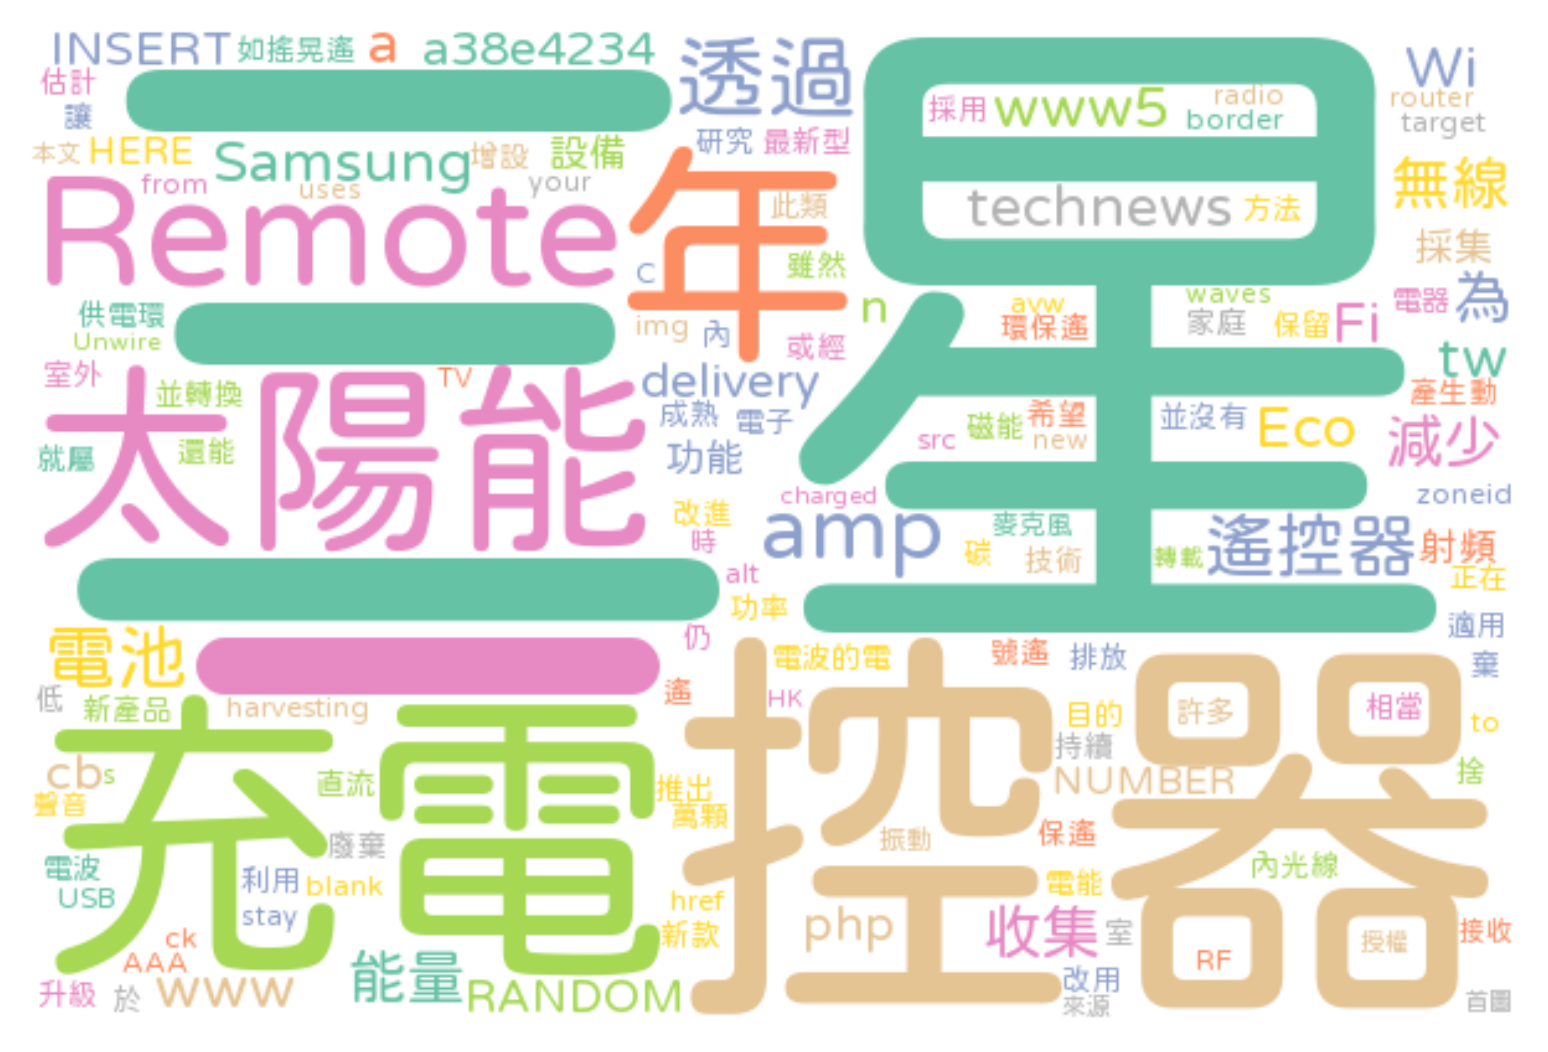 INSERT 如搖晃遙 a a38e4234 透過 Wi
估計 採用 www5 radio router
讓 border target
本文 HERE Samsung 增設 設備 研究 最新型
from uses your 無線
Remote 年 此類 technews 方法
三星
採集
C 雖然
供電環 img 內 n avw waves 電器 為
Unwire 或經 環保遙 家庭 保留 Fi
室外 TV delivery tw
太陽能 並轉換 產生動
成熟 電子 希望 並沒有 Eco 減少
就屬 還能 功能 src 磁能 new
charged zoneid
改進 amp 麥克風 遙控器 射頻
時 碳 技術 轉載
alt 功率 正在
適用
電池 一 仍 電波的電 號遙 排放 棄
低 新產品 harvesting 遙 HK 目的 許多 相當 to
充電 控器
cb s 直流 持續 捨
聲音 推出 NUMBER
萬顆 振動 保遙
廢棄 內光線
電波 利用 blank 電能
USB stay href php 收集 室 接收
ck 新款 RF 授權
AAA 能量 改用
升級 於 www RANDOM 來源 首圖